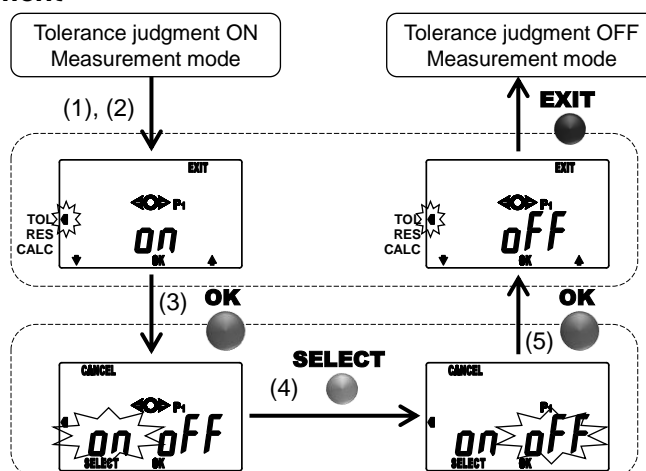 Tolerance judgment ON
Measurement mode
Tolerance judgment OFF
Measurement mode
(1), (2)
EXIT
EXIT
P1
TOL
RES
CALC
on
OK
EXIT
P1
TOL
RES
CALC
oFF
OK
(3)
OK
(5)
OK
CANCEL
P1
on oFF
SELECT
OK
SELECT
(4)
CANCEL
P1
on oFF
SELECT
OK